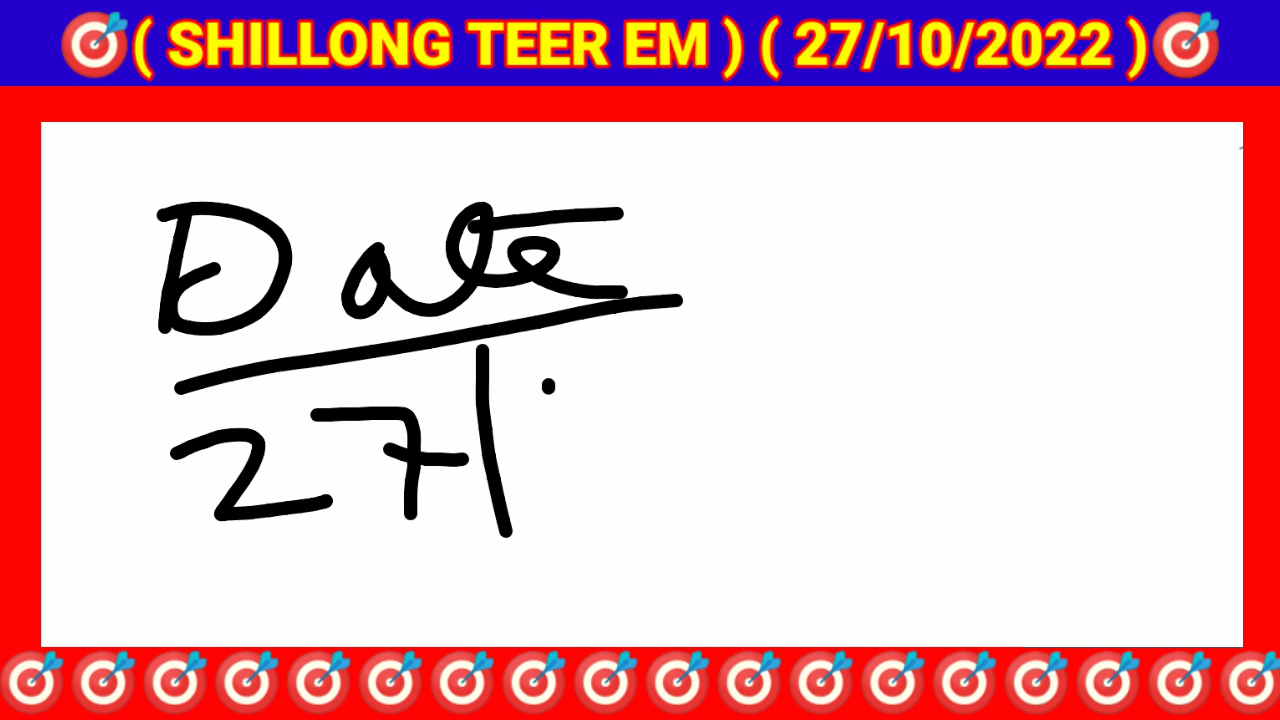 🎯( SHILLONG TEER EM ) ( 27/10/2022 )🎯
Date
27/